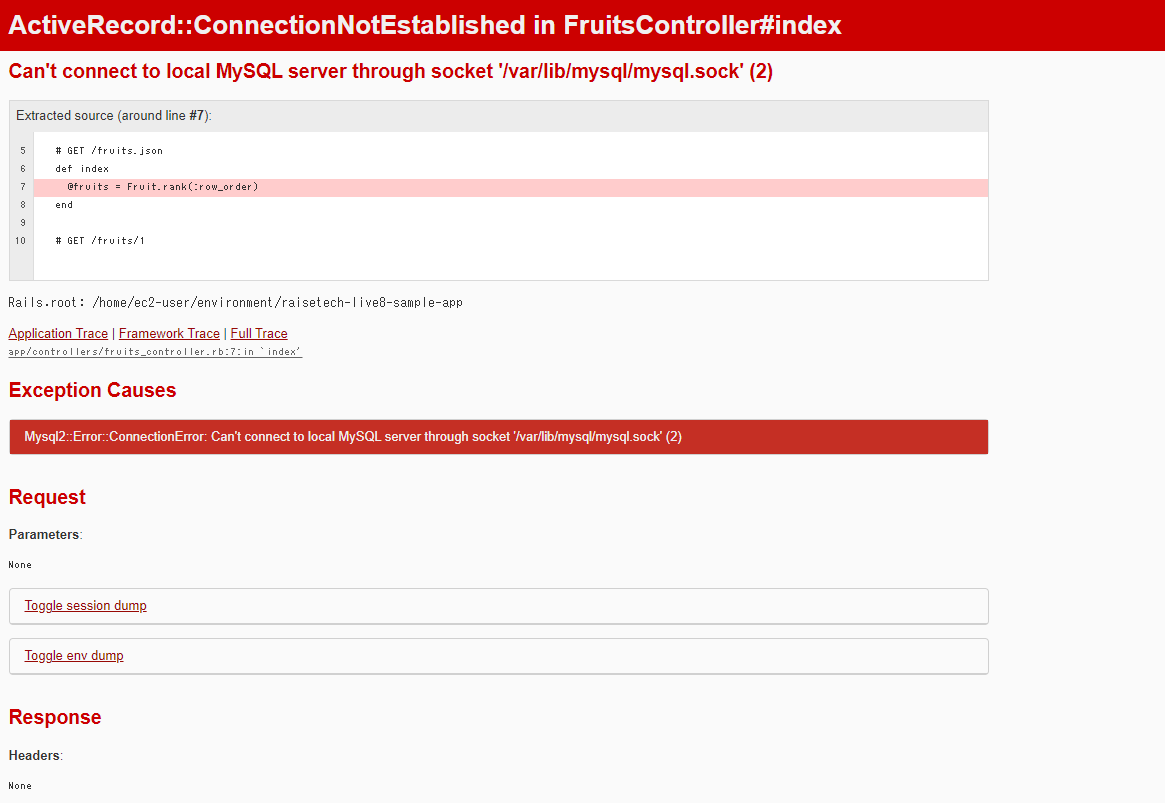 ActiveRecord::ConnectionNotEstablished in FruitsController#index
Can't connect to local MySQL server through socket '/var/lib/mysql/mysql.sock' (2)
Extracted source (around line #7):
5 # GET /fruits.json
6 def index
7 @fruits = Fruit.rank(:row_order)
8 end
9
10 # GET /fruits/1
Rails.root: /home/ec2-user/environment/raisetech-live8-sample-app
Application Trace | Framework Trace | Full Trace
app/controllers/fruits_controller.rb:7:in `index'
Exception Causes
Mysql2::Error::ConnectionError: Can't connect to local MySQL server through socket '/var/lib/mysql/mysql.sock' (2)
Request
Parameters:
None
Toggle session dump
Toggle env dump
Response
Headers:
None